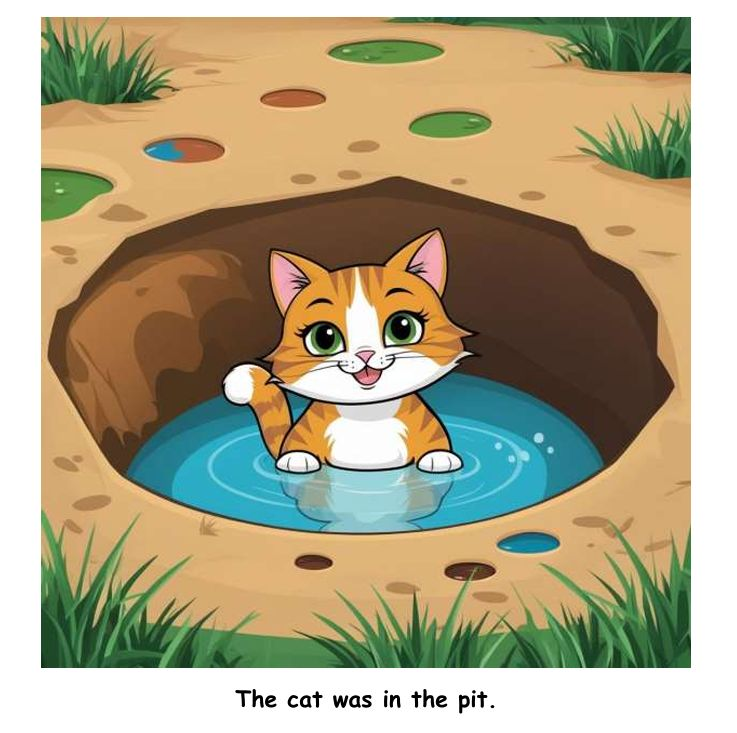 The cat was in the pit.